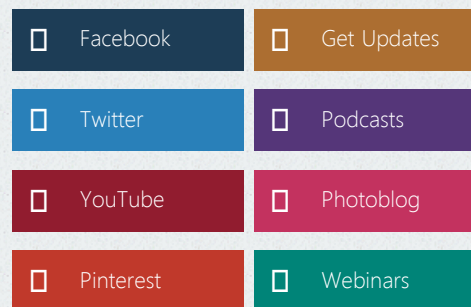 Facebook
Get Updates
Twitter
Podcasts
YouTube
Photoblog
Pinterest
Webinars